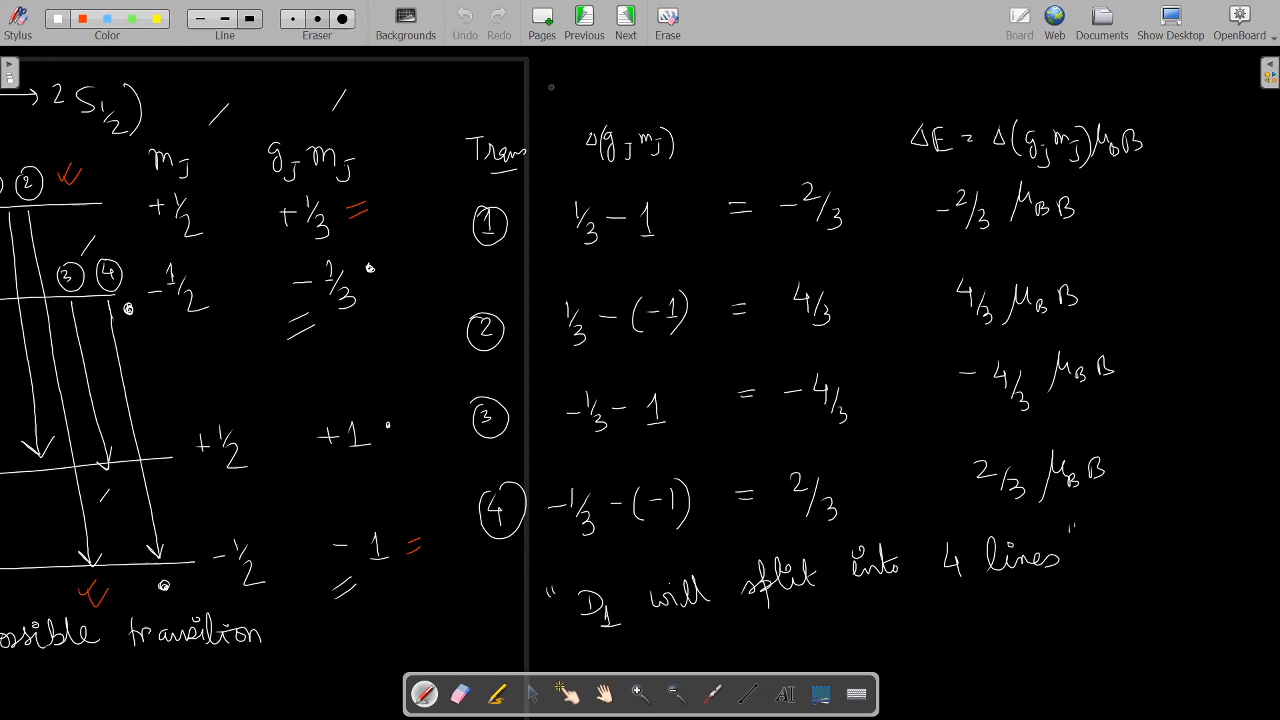 Stylus Color Line Eraser Backgrounds Undo Redo Pages Previous Next Erase Board Web Documents Show Desktop OpenBoard
→ 2 S1/2)
mJ gJ mJ
② +1/2 +1/3 =
③ ④ -1/2 -1/3
+1/2 +1
-1/2 -1 =
ossible transition
Trans Δ(gJ mJ) ΔE = Δ(gJ mJ) μB B
① 1/3 - 1 = -2/3 -2/3 μB B
② 1/3 - (-1) = 4/3 4/3 μB B
③ -1/3 - 1 = -4/3 -4/3 μB B
④ -1/3 - (-1) = 2/3 2/3 μB B
" D1 will split into 4 lines "